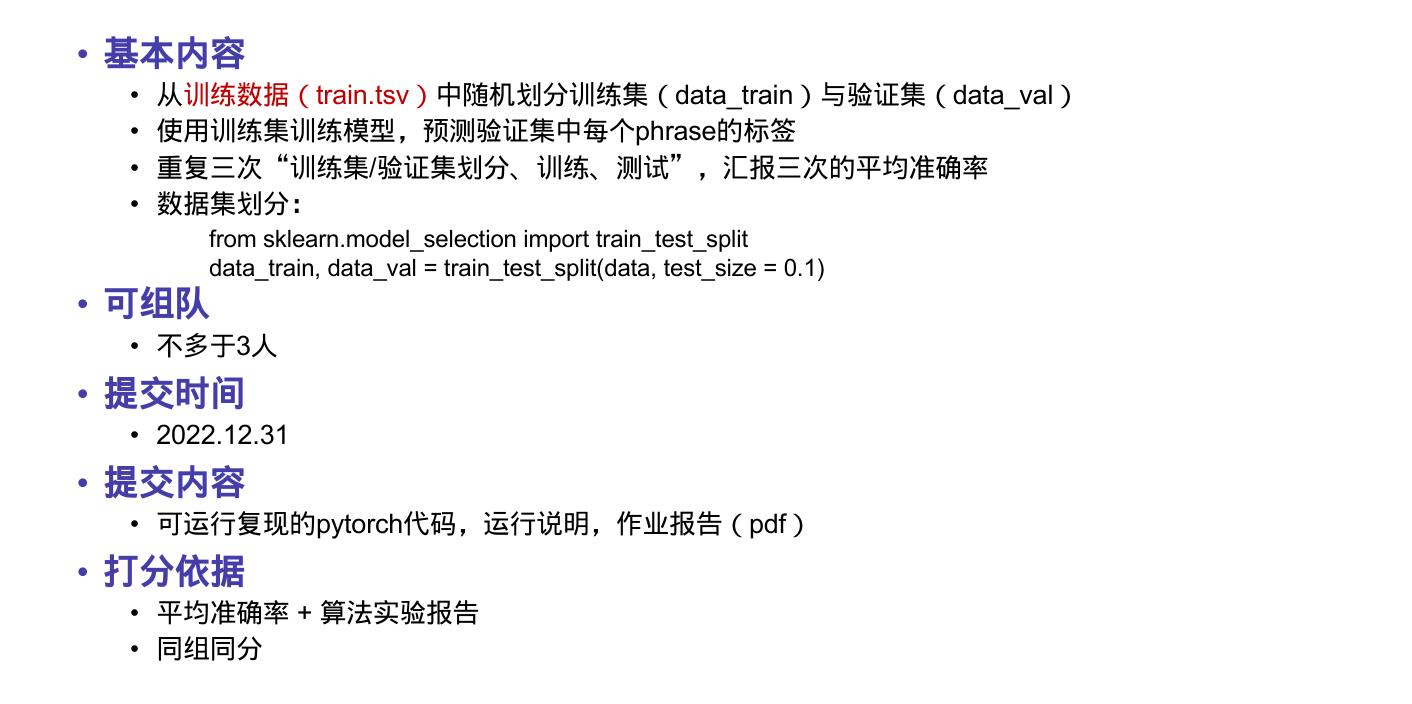 • 基本内容
• 从训练数据（train.tsv）中随机划分训练集（data_train）与验证集（data_val）
• 使用训练集训练模型，预测验证集中每个phrase的标签
• 重复三次“训练集/验证集划分、训练、测试”，汇报三次的平均准确率
• 数据集划分：
from sklearn.model_selection import train_test_split
data_train, data_val = train_test_split(data, test_size = 0.1)
• 可组队
• 不多于3人
• 提交时间
• 2022.12.31
• 提交内容
• 可运行复现的pytorch代码，运行说明，作业报告（pdf）
• 打分依据
• 平均准确率 + 算法实验报告
• 同组同分